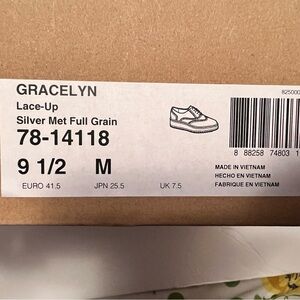 GRACELYN
Lace-Up
Silver Met Full Grain
78-14118
9 1/2 M
EURO 41.5 JPN 25.5 UK 7.5
8 88258 74803
MADE IN VIETNAM
HECHO EN VIETNAM
FABRIQUE EN VIETNAM